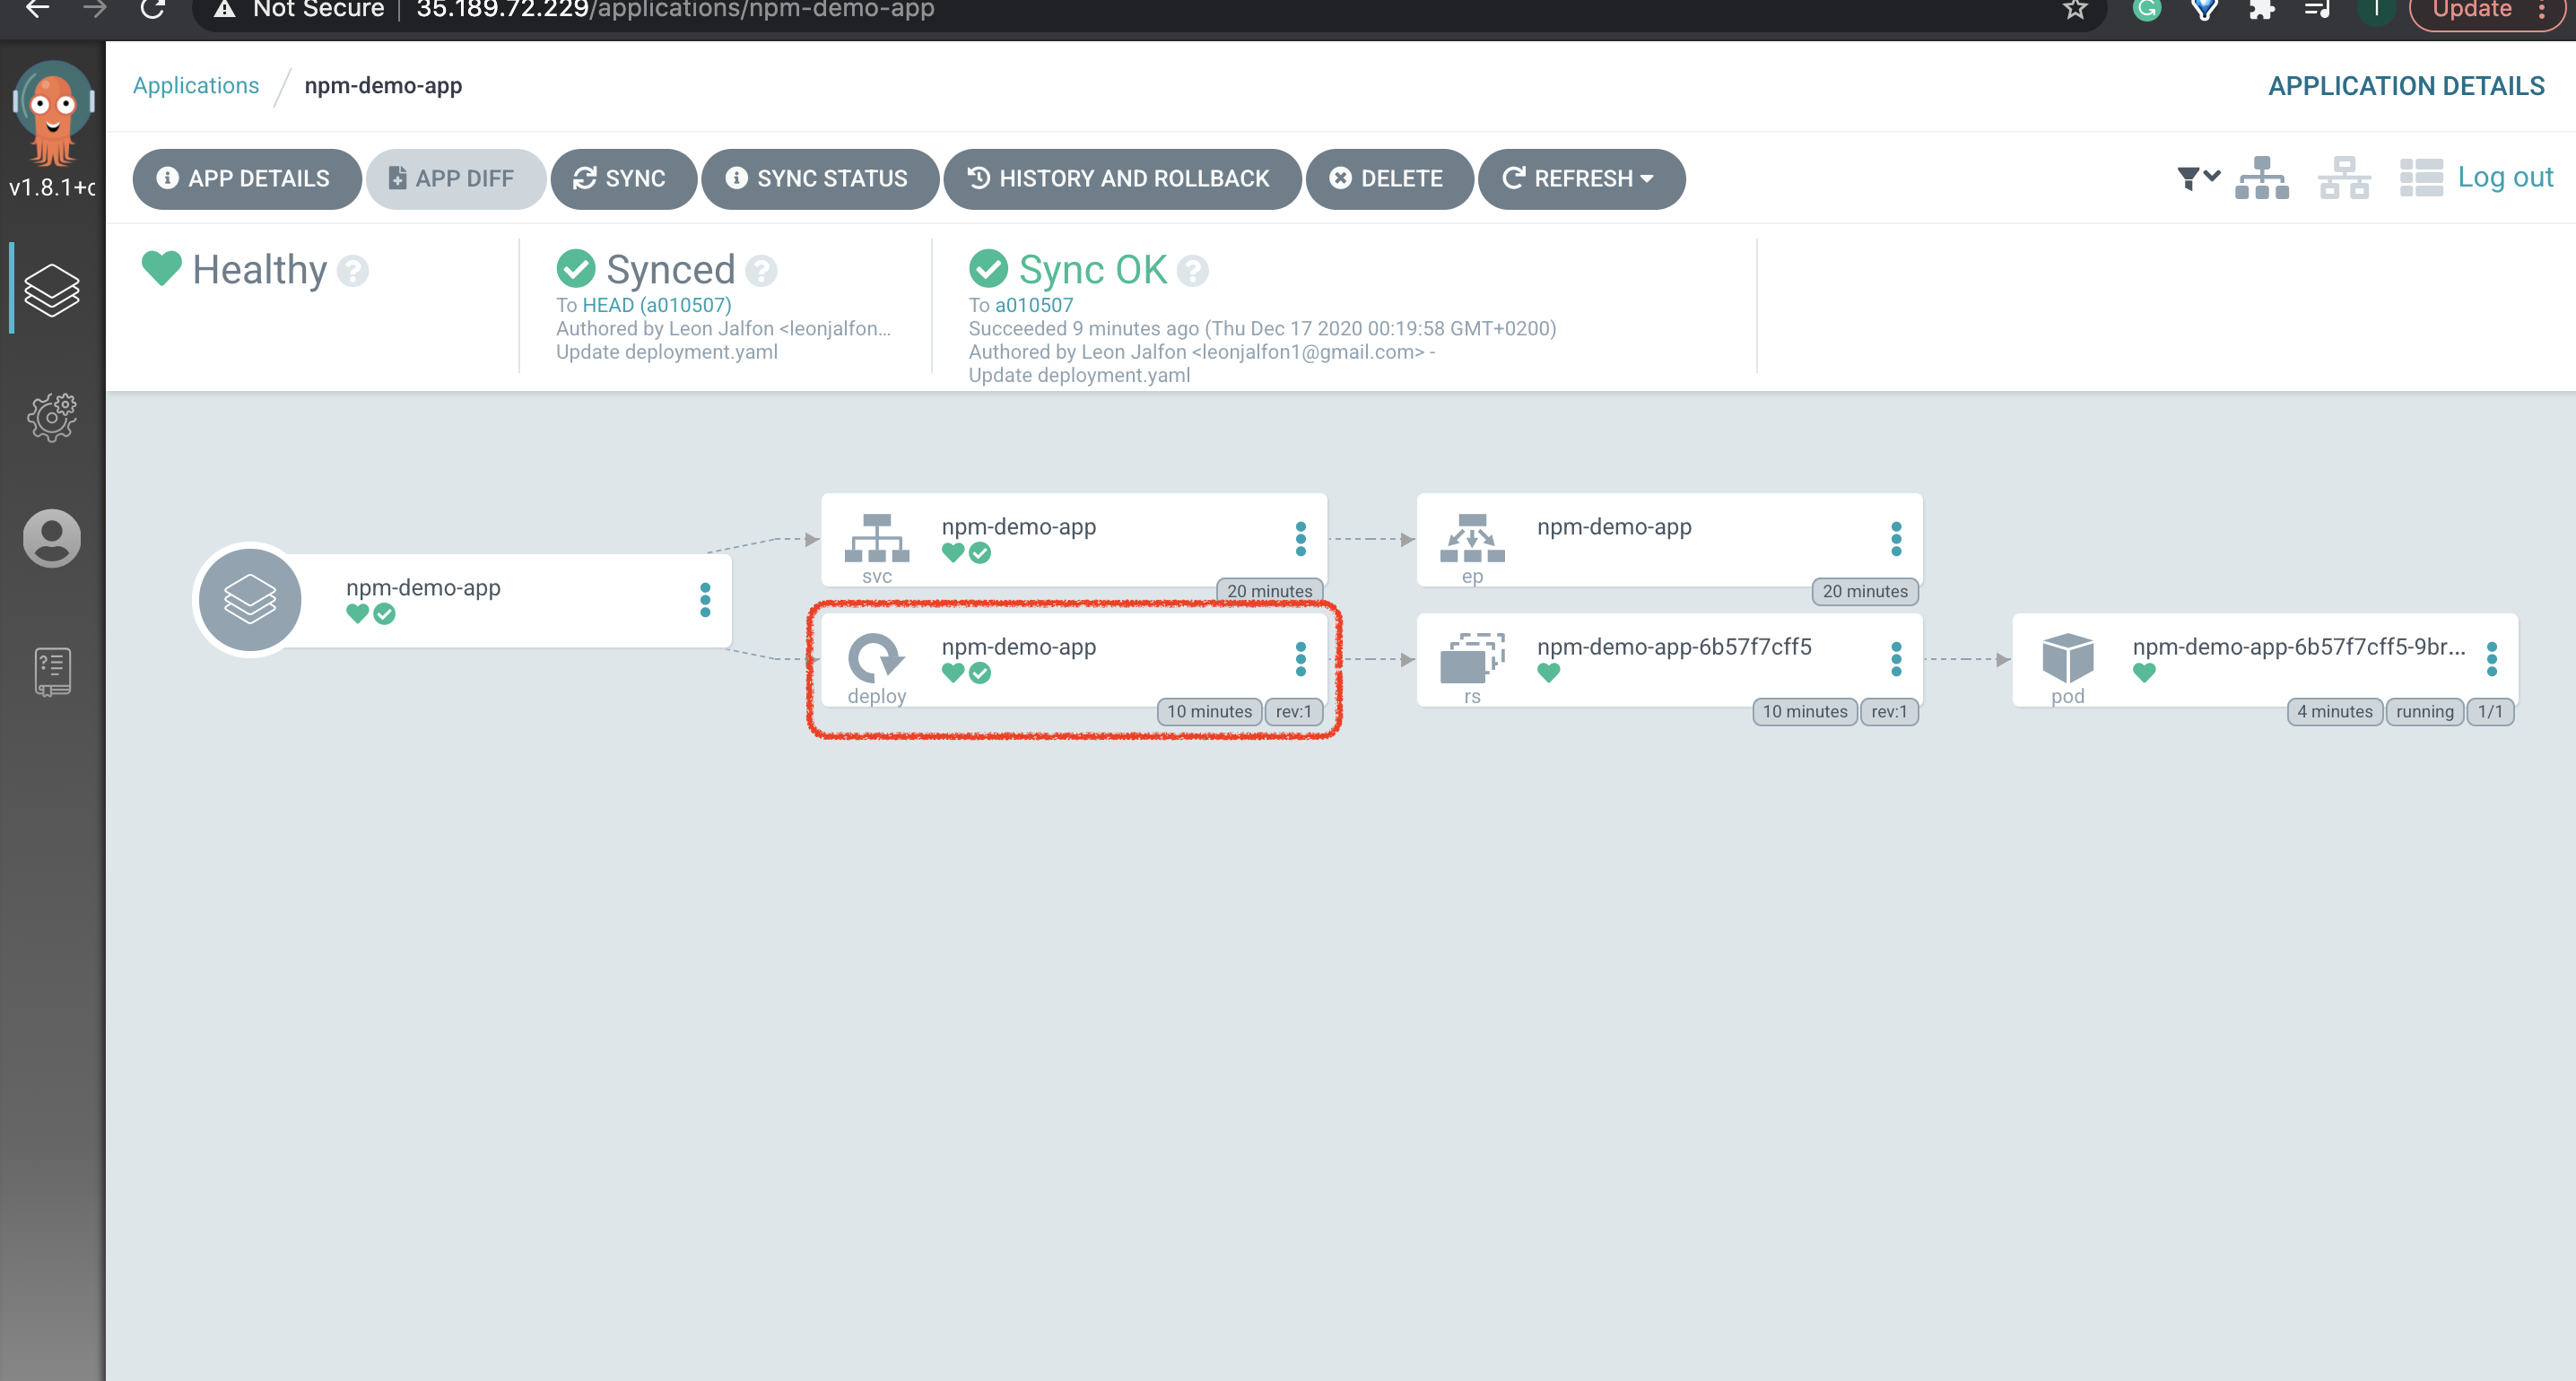 Not Secure | 35.189.72.229/applications/npm-demo-app
Update
v1.8.1+c
Applications / npm-demo-app
APPLICATION DETAILS
APP DETAILS
APP DIFF
SYNC
SYNC STATUS
HISTORY AND ROLLBACK
DELETE
REFRESH
Log out
Healthy
Synced
To HEAD (a010507)
Authored by Leon Jalfon <leonjalfon...
Update deployment.yaml
Sync OK
To a010507
Succeeded 9 minutes ago (Thu Dec 17 2020 00:19:58 GMT+0200)
Authored by Leon Jalfon <leonjalfon1@gmail.com> -
Update deployment.yaml
npm-demo-app
npm-demo-app
svc
20 minutes
npm-demo-app
ep
20 minutes
npm-demo-app
deploy
10 minutes
rev:1
npm-demo-app-6b57f7cff5
rs
10 minutes
rev:1
npm-demo-app-6b57f7cff5-9br...
pod
4 minutes
running
1/1